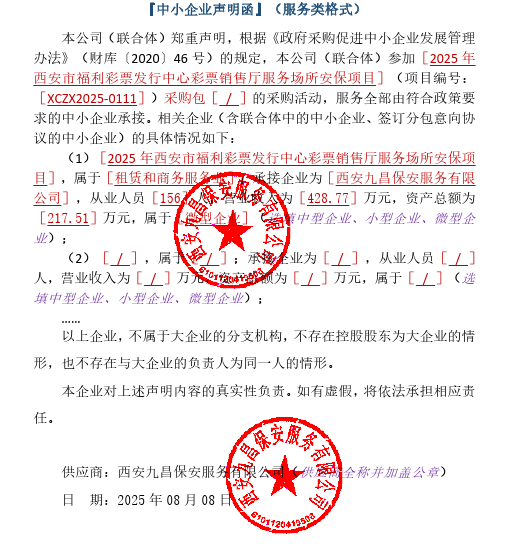 『中小企业声明函』（服务类格式）
本公司（联合体）郑重声明，根据《政府采购促进中小企业发展管理
办法》（财库〔2020〕46 号）的规定，本公司（联合体）参加［2025 年
西安市福利彩票发行中心彩票销售厅服务场所安保项目］（项目编号：
［XCZX2025-0111］）采购包［ / ］的采购活动，服务全部由符合政策要
求的中小企业承接。相关企业（含联合体中的中小企业、签订分包意向协
议的中小企业）的具体情况如下：
（1）［2025 年西安市福利彩票发行中心彩票销售厅服务场所安保项
目］，属于［租赁和商务服务业］；承接企业为［西安九昌保安服务有限
公司］，从业人员［156］人，营业收入为［428.77］万元，资产总额为
［217.51］万元，属于［微型企业］（选填中型企业、小型企业、微型企
业）；
（2）［ / ］，属于［ / ］；承接企业为［ / ］，从业人员［ / ］
人，营业收入为［ / ］万元，资产总额为［ / ］万元，属于［ / ］（选
填中型企业、小型企业、微型企业）；
……
以上企业，不属于大企业的分支机构，不存在控股股东为大企业的情
形，也不存在与大企业的负责人为同一人的情形。
本企业对上述声明内容的真实性负责。如有虚假，将依法承担相应责
任。
供应商：西安九昌保安服务有限公司（供应商全称并加盖公章）
日　期：2025 年 08 月 08 日
西安九昌保安服务有限公司
西安九昌保安服务有限公司